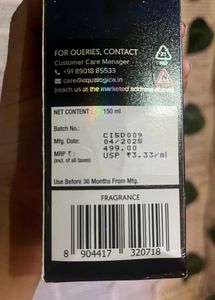 FOR QUERIES, CONTACT
Customer Care Manager
+91 89018 85533
care@equalogica.in
(reach us at the marketed address above)
NET CONTENT: 150 ml
Batch No.: CI5D009
Mfg. Date: 04/2025
MRP ₹: 499.00
(incl. of all taxes) USP ₹3.33/ml
Use Before 36 Months From Mfg.
FRAGRANCE
8 904417 320718